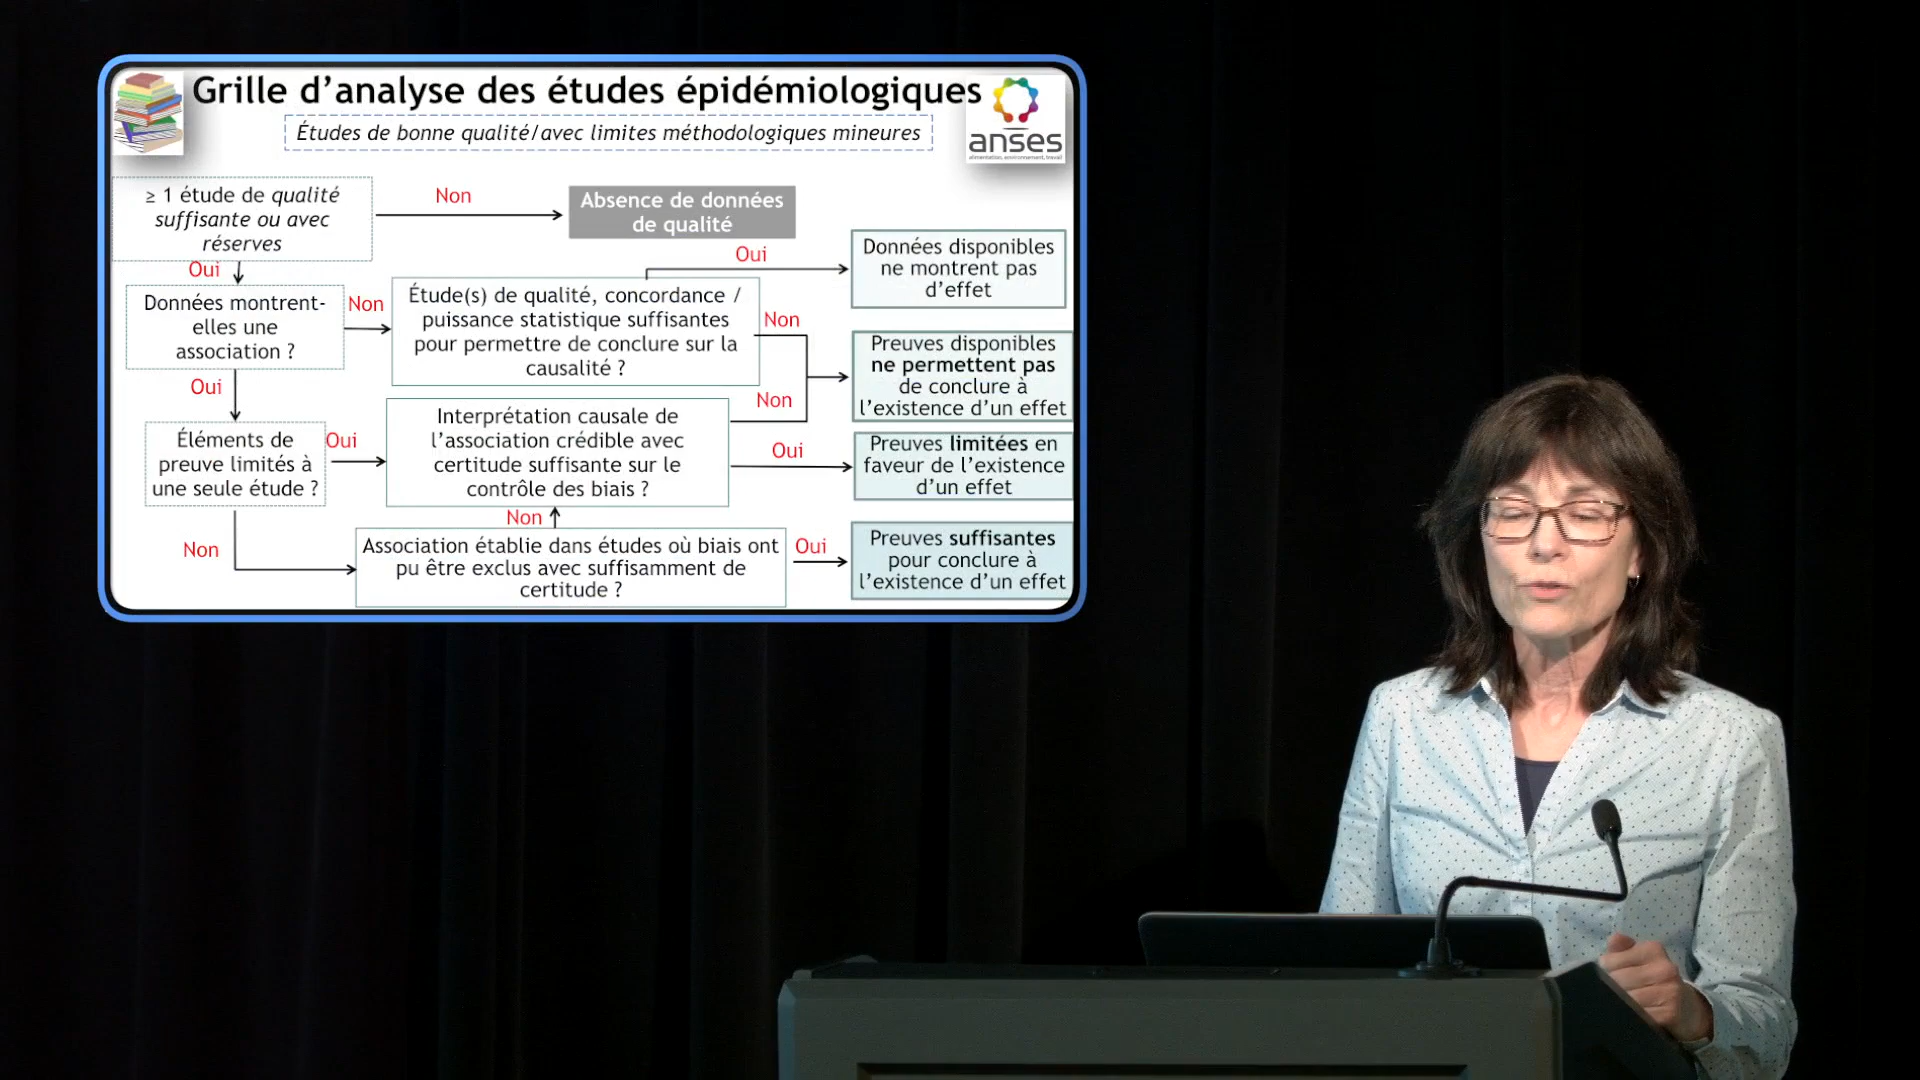 Grille d'analyse des études épidémiologiques
Études de bonne qualité/avec limites méthodologiques mineures
anses
alimentation, environnement, travail
≥ 1 étude de qualité
suffisante ou avec
réserves
Non
Absence de données
de qualité
Oui
Données montrent-
elles une
association ?
Non
Étude(s) de qualité, concordance /
puissance statistique suffisantes
pour permettre de conclure sur la
causalité ?
Oui
Données disponibles
ne montrent pas
d'effet
Non
Preuves disponibles
ne permettent pas
de conclure à
l'existence d'un effet
Oui
Éléments de
preuve limités à
une seule étude ?
Oui
Interprétation causale de
l'association crédible avec
certitude suffisante sur le
contrôle des biais ?
Non
Oui
Preuves limitées en
faveur de l'existence
d'un effet
Non
Non
Association établie dans études où biais ont
pu être exclus avec suffisamment de
certitude ?
Oui
Preuves suffisantes
pour conclure à
l'existence d'un effet